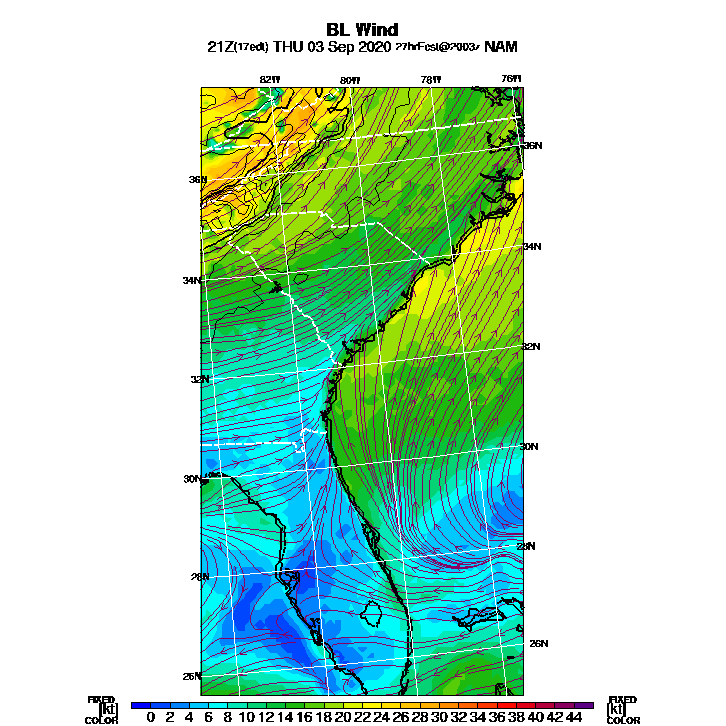 BL Wind
21Z(17edt) THU 03 Sep 2020 27hrFcst@2003z NAM
82W 80W 78W 76W
36N
36N
34N
34N
32N
32N
30N
30N
28N
28N
26N
26N
FIXED FIXED
[kt] 0 2 4 6 8 10 12 14 16 18 20 22 24 26 28 30 32 34 36 38 40 42 44 [kt]
COLOR COLOR